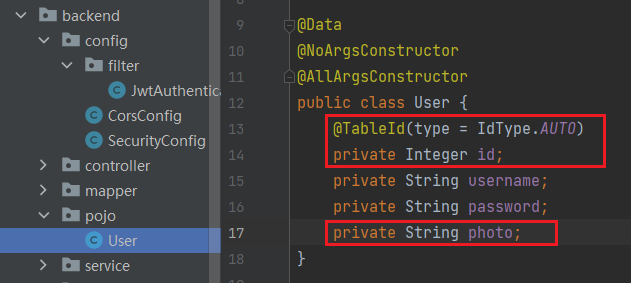 backend
config
filter
JwtAuthentica
CorsConfig
SecurityConfig
controller
mapper
pojo
User
service
9 @Data
10 @NoArgsConstructor
11 @AllArgsConstructor
12 public class User {
13 @TableId(type = IdType.AUTO)
14 private Integer id;
15 private String username;
16 private String password;
17 private String photo;
18 }